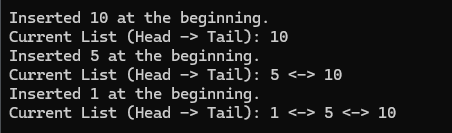 Inserted 10 at the beginning.
Current List (Head -> Tail): 10
Inserted 5 at the beginning.
Current List (Head -> Tail): 5 <-> 10
Inserted 1 at the beginning.
Current List (Head -> Tail): 1 <-> 5 <-> 10